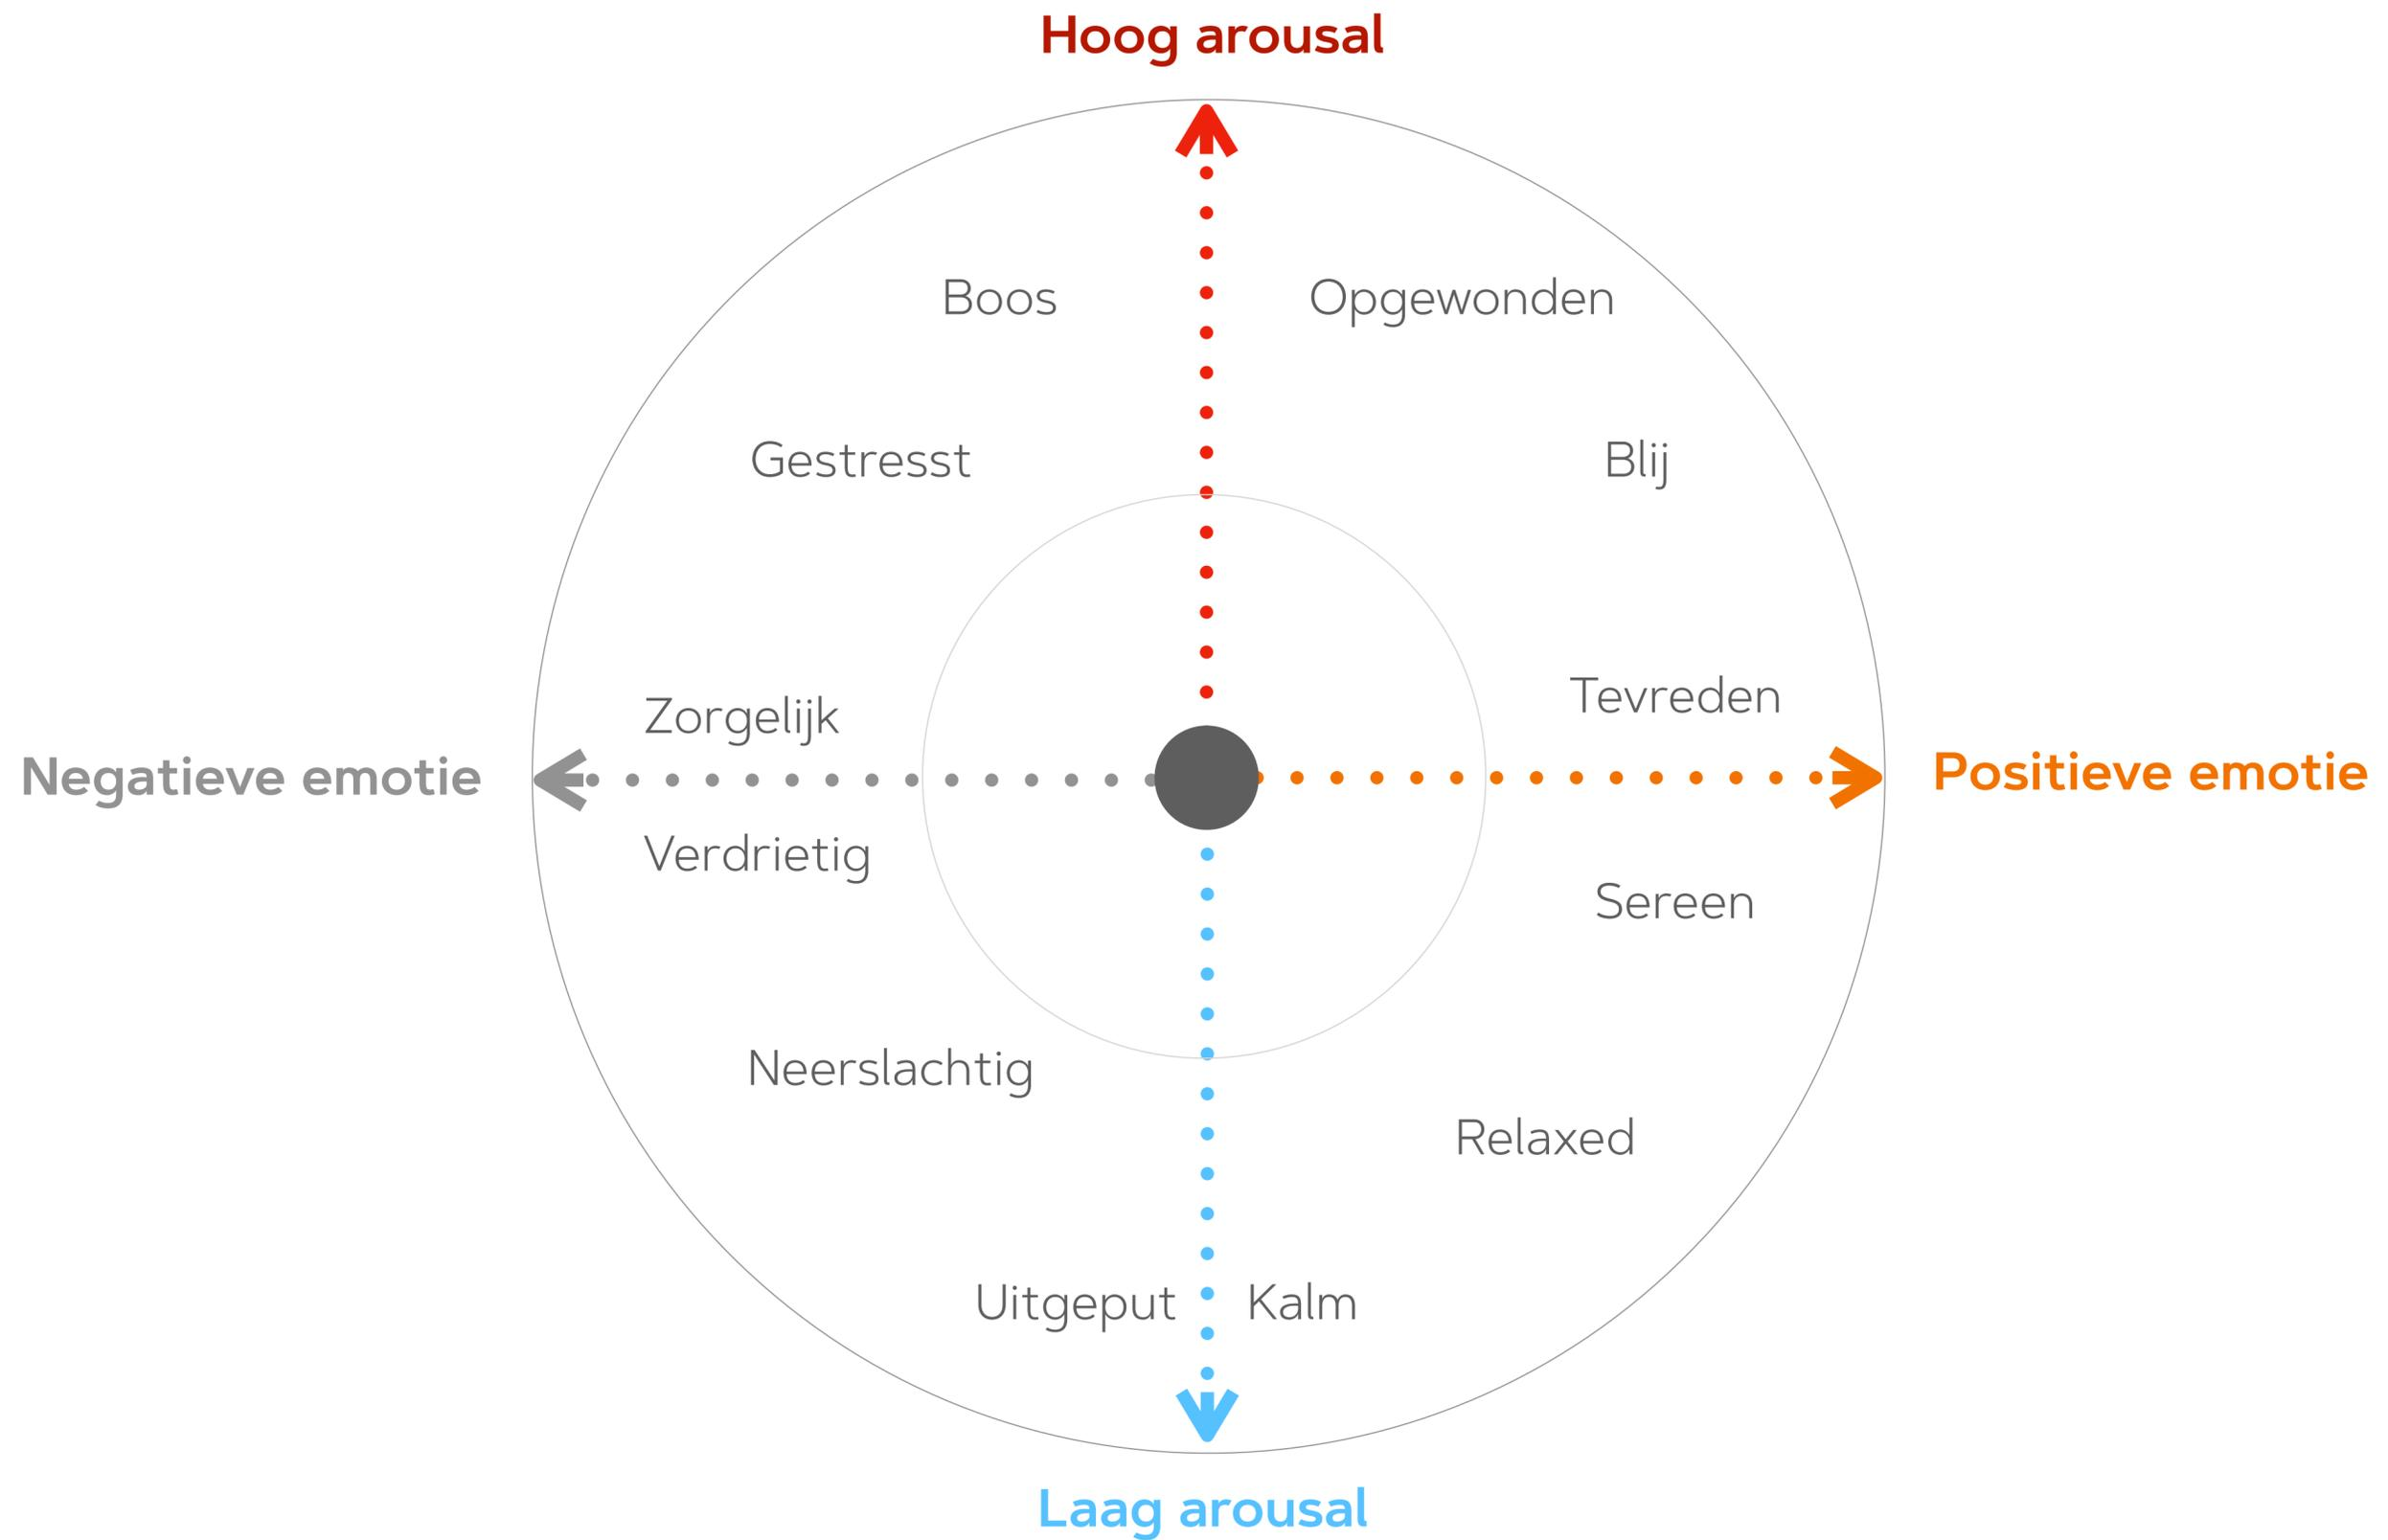 Hoog arousal
Boos
Opgewonden
Gestresst
Blij
Zorgelijk
Tevreden
Negatieve emotie
Positieve emotie
Verdrietig
Sereen
Neerslachtig
Relaxed
Uitgeput
Kalm
Laag arousal